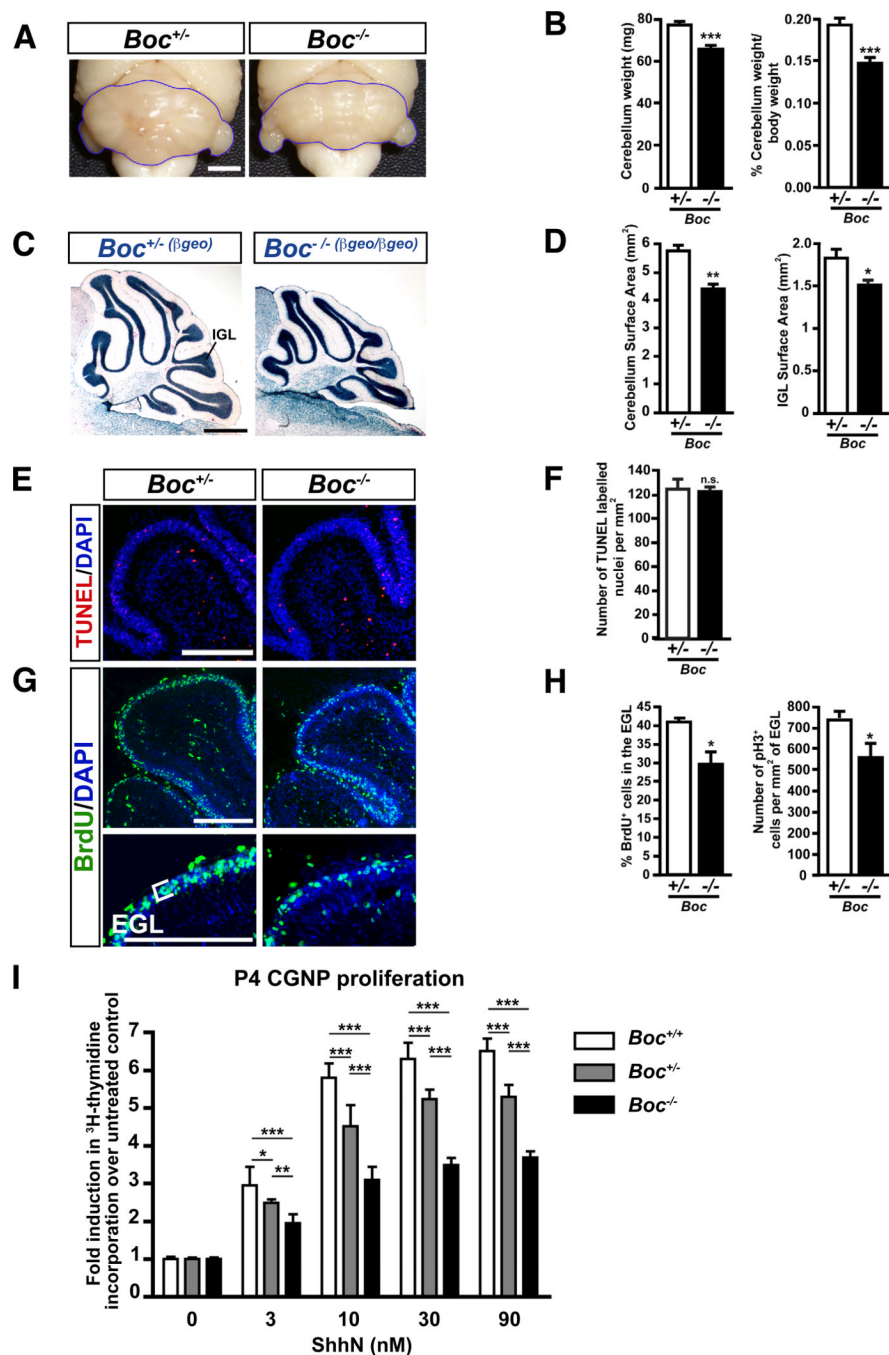 A
Boc+/-
Boc-/-
B
Cerebellum weight (mg)
80
60
40
20
0
***
+/- -/-
Boc
% Cerebellum weight/
body weight
0.20
0.15
0.10
0.05
0.00
***
+/- -/-
Boc
C
Boc+/- (βgeo)
Boc-/- (βgeo/βgeo)
IGL
D
Cerebellum Surface Area (mm²)
6
5
4
3
2
1
0
**
+/- -/-
Boc
IGL Surface Area (mm²)
2
1.5
1
0.5
0
*
+/- -/-
Boc
E
Boc+/-
Boc-/-
TUNEL/DAPI
F
Number of TUNEL labelled
nuclei per mm²
140
120
100
80
60
40
20
0
n.s.
+/- -/-
Boc
G
BrdU/DAPI
EGL
H
% BrdU+ cells in the EGL
45
40
35
30
25
20
15
10
5
0
*
+/- -/-
Boc
Number of pH3+
cells per mm² of EGL
800
700
600
500
400
300
200
100
0
*
+/- -/-
Boc
I
P4 CGNP proliferation
Fold induction in ³H-thymidine
incorporation over untreated control
7
6
5
4
3
2
1
0
***
*
**
***
***
***
***
***
***
***
***
***
0 3 10 30 90
ShhN (nM)
Boc+/+
Boc+/-
Boc-/-